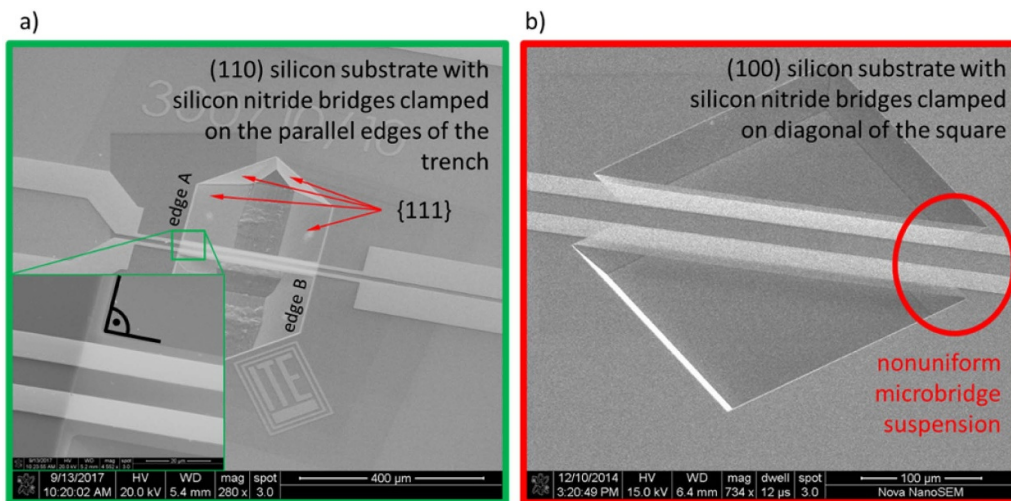 a)
(110) silicon substrate with
silicon nitride bridges clamped
on the parallel edges of the
trench
edge A
{111}
edge B
ITE
9/13/2017 HV WD mag spot
10:20:02 AM 20.0 kV 5.4 mm 280 x 3.0
400 µm
b)
(100) silicon substrate with
silicon nitride bridges clamped
on diagonal of the square
nonuniform
microbridge
suspension
12/10/2014 HV WD mag dwell spot
3:20:49 PM 15.0 kV 6.4 mm 734 x 12 µs 3.0
100 µm
Nova NanoSEM